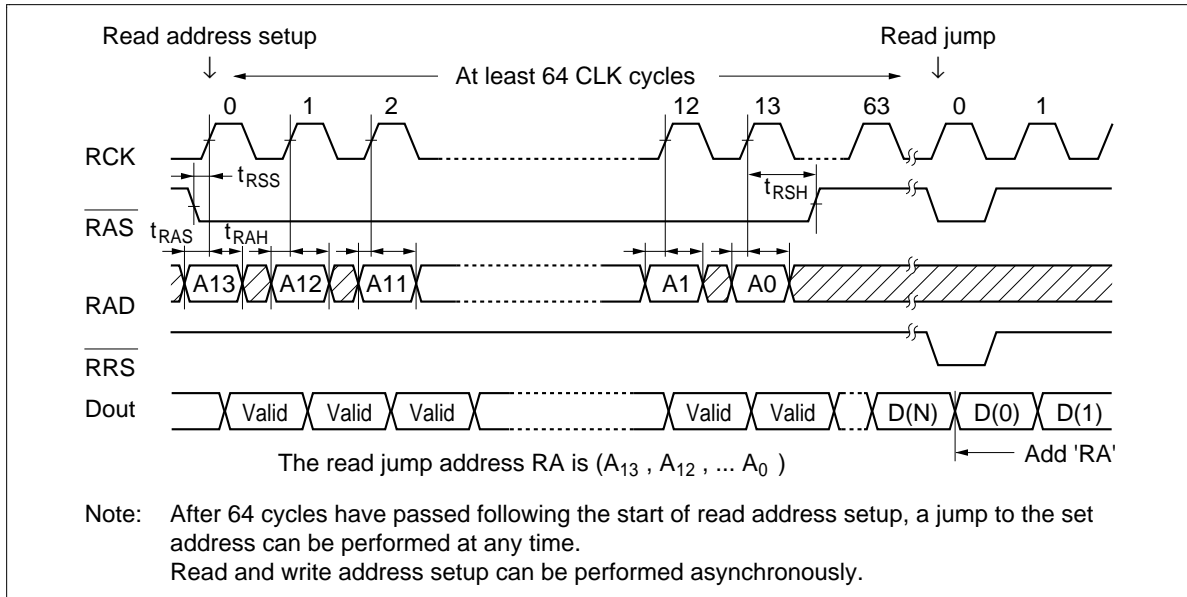 Read address setup Read jump
At least 64 CLK cycles
0 1 2 12 13 63 0 1
RCK
tRSS tRSH
RAS
tRAS tRAH
A13 A12 A11 A1 A0
RAD
RRS
Dout Valid Valid Valid Valid Valid D(N) D(0) D(1)
Add 'RA'
The read jump address RA is (A13 , A12 , ... A0 )
Note: After 64 cycles have passed following the start of read address setup, a jump to the set
address can be performed at any time.
Read and write address setup can be performed asynchronously.